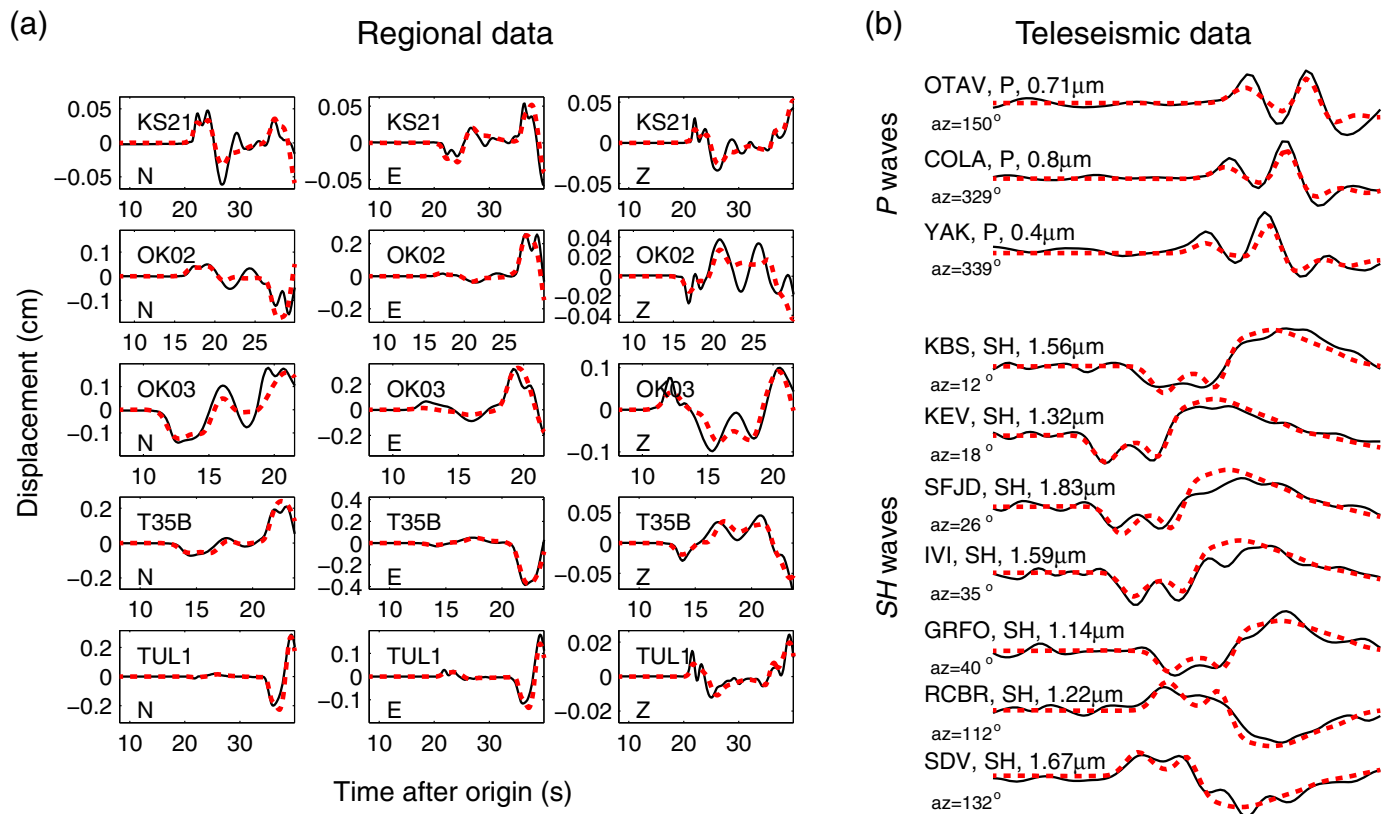 (a)
Regional data
Displacement (cm)
0.05
0
−0.05
KS21
N
10 20 30
0.05
0
−0.05
KS21
E
10 20 30
0.05
0
−0.05
KS21
Z
10 20 30
0.1
0
−0.1
OK02
N
10 15 20 25
0.2
0
−0.2
OK02
E
10 15 20 25
0.04
0.02
0
−0.02
−0.04
OK02
Z
10 15 20 25
0.1
0
−0.1
OK03
N
10 15 20
0.2
0
−0.2
OK03
E
10 15 20
0.1
0
−0.1
OK03
Z
10 15 20
0.2
0
−0.2
T35B
N
10 15 20
0.4
0.2
0
−0.2
−0.4
T35B
E
10 15 20
0.05
0
−0.05
T35B
Z
10 15 20
0.2
0
−0.2
TUL1
N
10 20 30
0.1
0
−0.1
TUL1
E
10 20 30
0.02
0
−0.02
TUL1
Z
10 20 30
Time after origin (s)
(b)
Teleseismic data
P waves
OTAV, P, 0.71μm
az=150°
COLA, P, 0.8μm
az=329°
YAK, P, 0.4μm
az=339°
SH waves
KBS, SH, 1.56μm
az=12°
KEV, SH, 1.32μm
az=18°
SFJD, SH, 1.83μm
az=26°
IVI, SH, 1.59μm
az=35°
GRFO, SH, 1.14μm
az=40°
RCBR, SH, 1.22μm
az=112°
SDV, SH, 1.67μm
az=132°